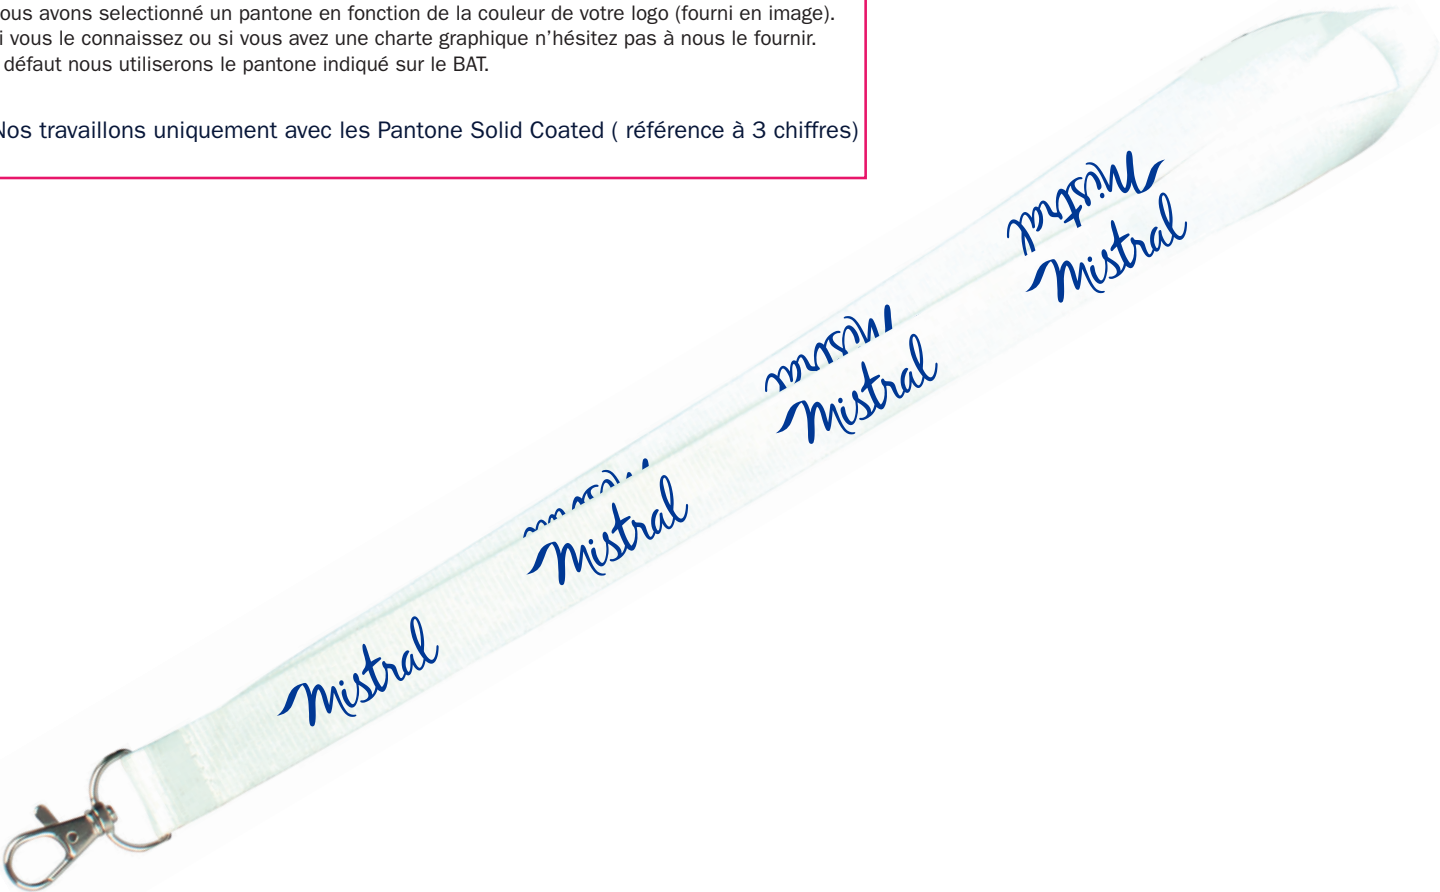 ous avons selectionné un pantone en fonction de la couleur de votre logo (fourni en image).
i vous le connaissez ou si vous avez une charte graphique n’hésitez pas à nous le fournir.
défaut nous utiliserons le pantone indiqué sur le BAT.
Nos travaillons uniquement avec les Pantone Solid Coated ( référence à 3 chiffres)
Mistral
Mistral
Mistral
Mistral
Mistral